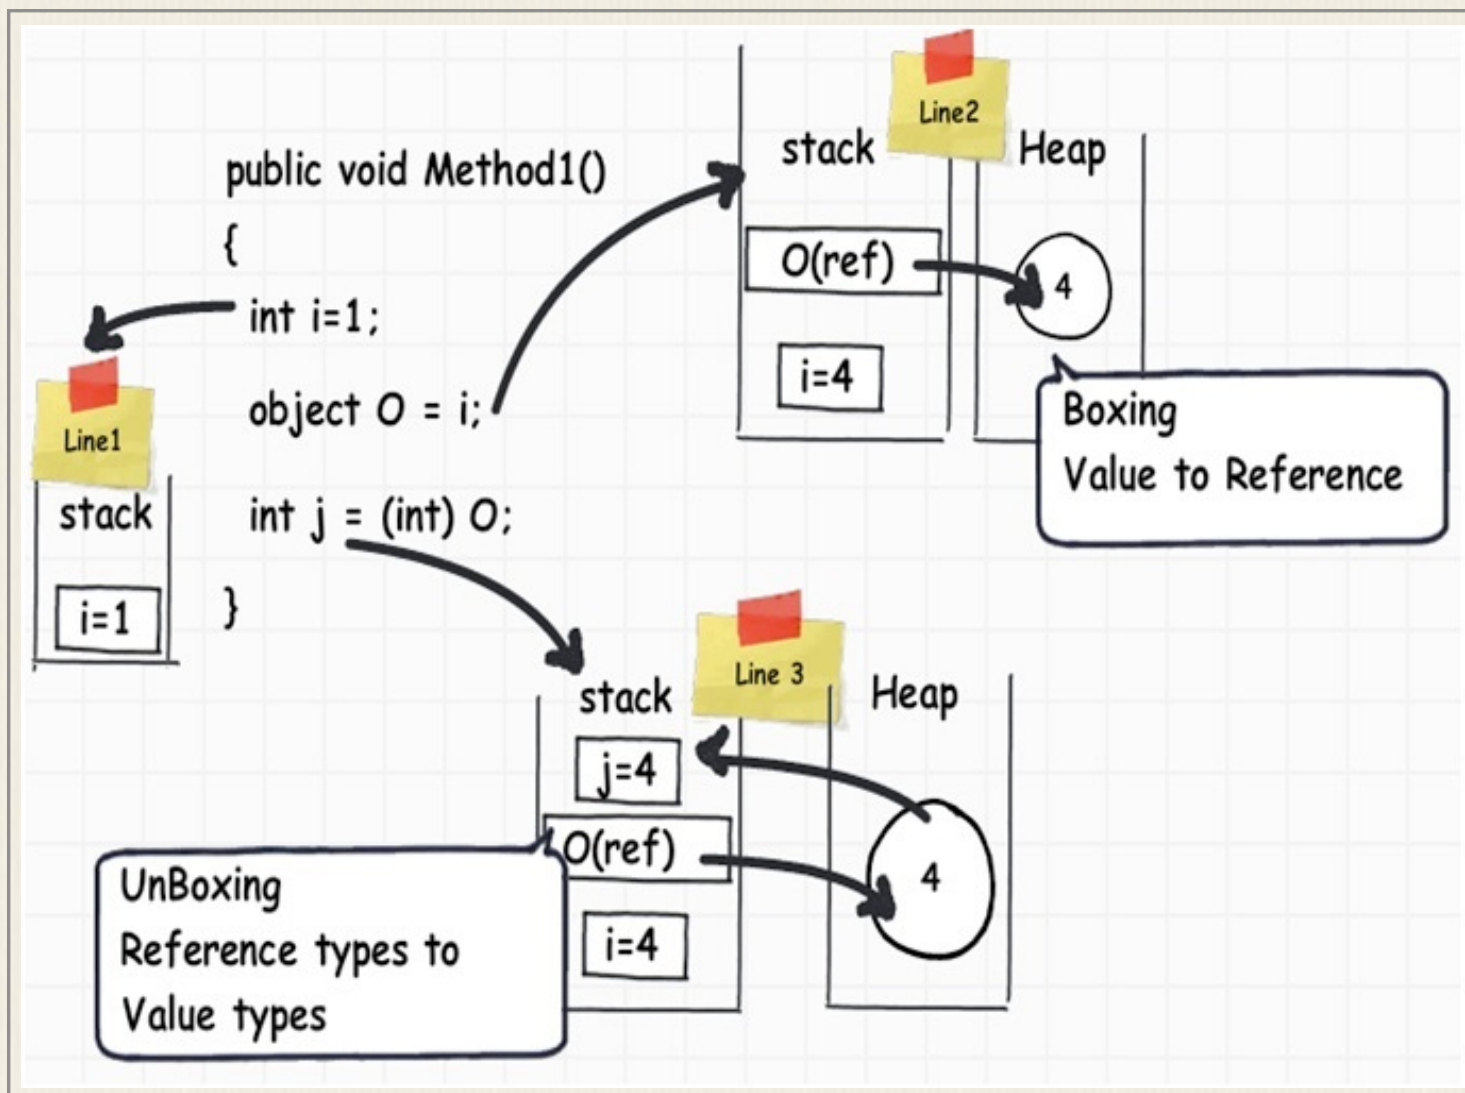 public void Method1()
{
int i=1;
object O = i;
int j = (int) O;
}
Line1
stack
i=1
Line2
stack
Heap
O(ref)
4
i=4
Boxing
Value to Reference
Line 3
stack
Heap
j=4
O(ref)
4
i=4
UnBoxing
Reference types to
Value types